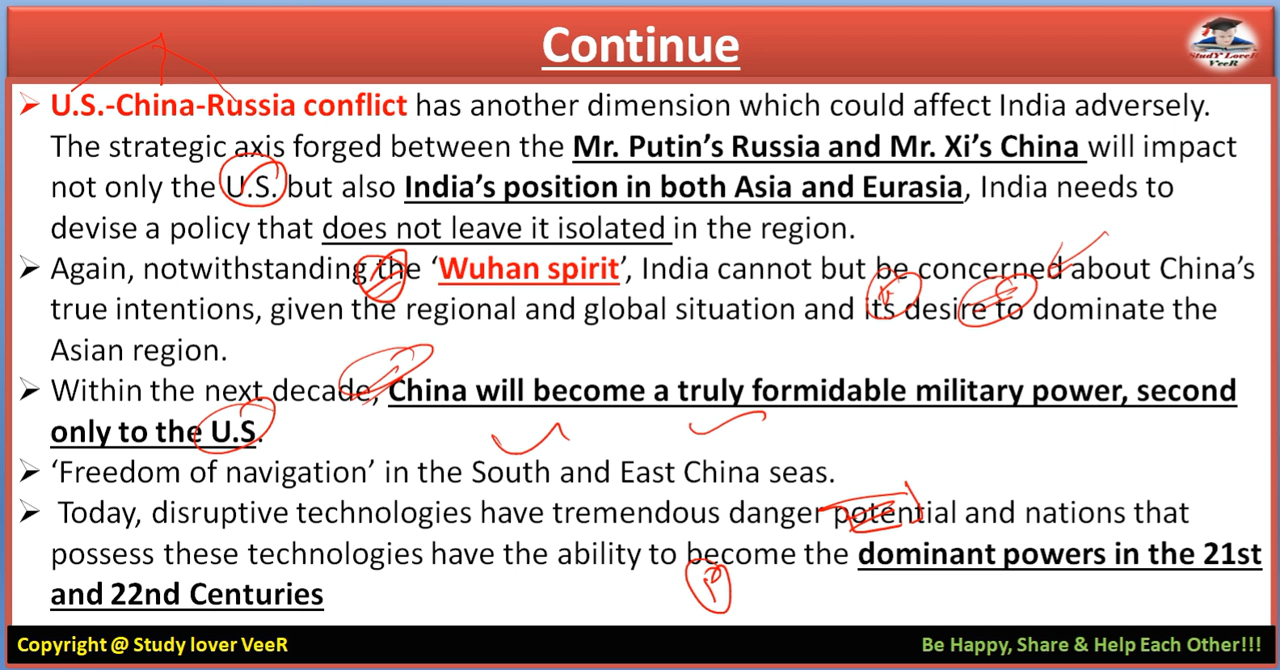 Continue
StudY LoveR
VeeR
➢ U.S.-China-Russia conflict has another dimension which could affect India adversely.
The strategic axis forged between the Mr. Putin’s Russia and Mr. Xi’s China will impact
not only the U.S. but also India’s position in both Asia and Eurasia, India needs to
devise a policy that does not leave it isolated in the region.
➢ Again, notwithstanding the ‘Wuhan spirit’, India cannot but be concerned about China’s
true intentions, given the regional and global situation and its desire to dominate the
Asian region.
➢ Within the next decade, China will become a truly formidable military power, second
only to the U.S.
➢ ‘Freedom of navigation’ in the South and East China seas.
➢ Today, disruptive technologies have tremendous danger potential and nations that
possess these technologies have the ability to become the dominant powers in the 21st
and 22nd Centuries
Copyright @ Study lover VeeR
Be Happy, Share & Help Each Other!!!